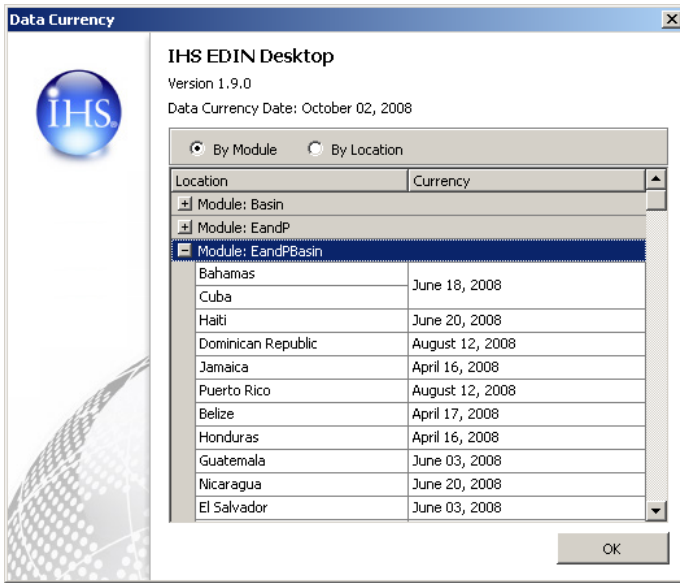 Data Currency
IHS®
IHS EDIN Desktop
Version 1.9.0
Data Currency Date: October 02, 2008
By Module By Location
Location Currency
Module: Basin
Module: EandP
Module: EandPBasin
Bahamas June 18, 2008
Cuba
Haiti June 20, 2008
Dominican Republic August 12, 2008
Jamaica April 16, 2008
Puerto Rico August 12, 2008
Belize April 17, 2008
Honduras April 16, 2008
Guatemala June 03, 2008
Nicaragua June 20, 2008
El Salvador June 03, 2008
OK